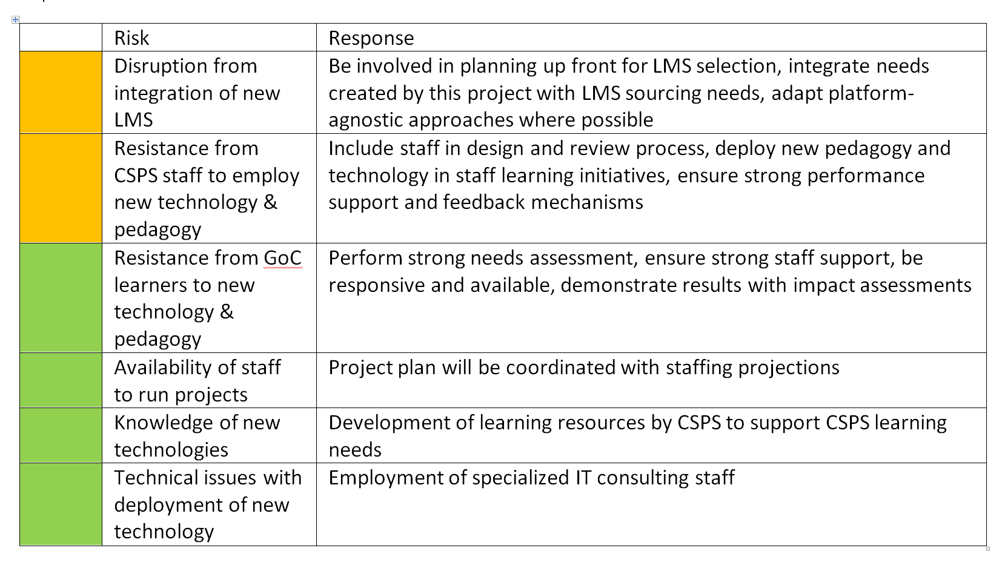 Risk
Response
Disruption from
integration of new
LMS
Be involved in planning up front for LMS selection, integrate needs
created by this project with LMS sourcing needs, adapt platform-
agnostic approaches where possible
Resistance from
CSPS staff to employ
new technology &
pedagogy
Include staff in design and review process, deploy new pedagogy and
technology in staff learning initiatives, ensure strong performance
support and feedback mechanisms
Resistance from GoC
learners to new
technology &
pedagogy
Perform strong needs assessment, ensure strong staff support, be
responsive and available, demonstrate results with impact assessments
Availability of staff
to run projects
Project plan will be coordinated with staffing projections
Knowledge of new
technologies
Development of learning resources by CSPS to support CSPS learning
needs
Technical issues with
deployment of new
technology
Employment of specialized IT consulting staff